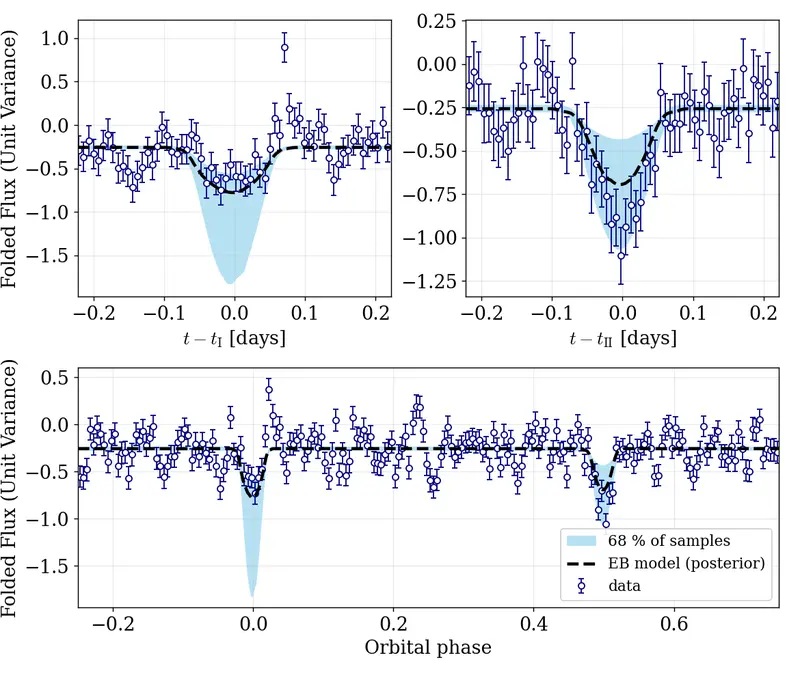 Folded Flux (Unit Variance)
1.0
0.5
0.0
−0.5
−1.0
−1.5
−0.2 −0.1 0.0 0.1 0.2
t − tI [days]
0.25
0.00
−0.25
−0.50
−0.75
−1.00
−1.25
−0.2 −0.1 0.0 0.1 0.2
t − tII [days]
Folded Flux (Unit Variance)
0.5
0.0
−0.5
−1.0
−1.5
68 % of samples
EB model (posterior)
data
−0.2 0.0 0.2 0.4 0.6
Orbital phase